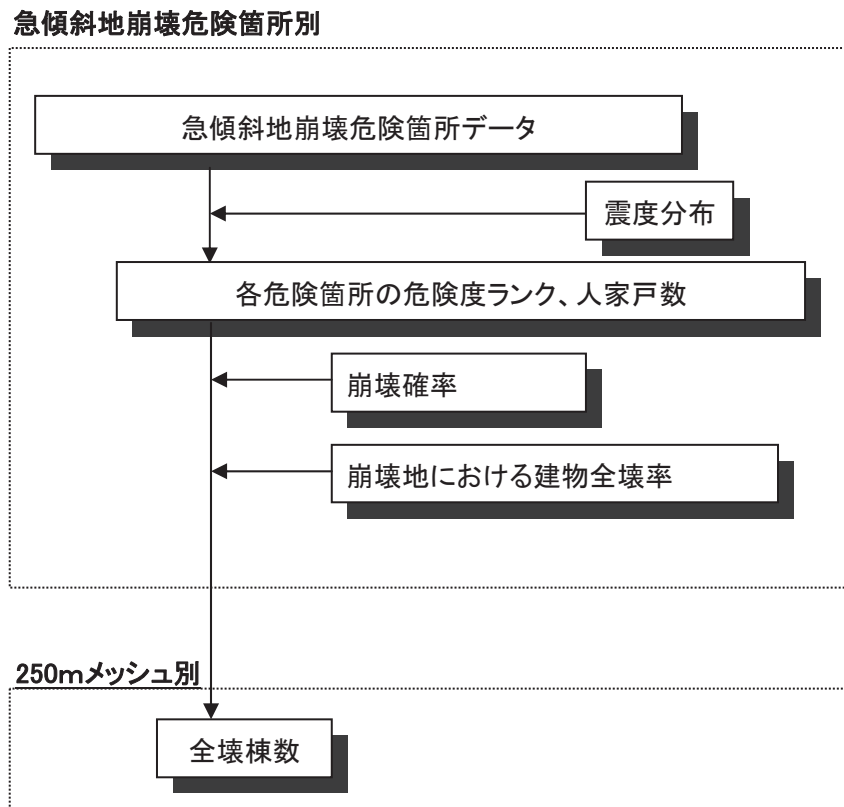 急傾斜地崩壊危険箇所別
急傾斜地崩壊危険箇所データ
震度分布
各危険箇所の危険度ランク、人家戸数
崩壊確率
崩壊地における建物全壊率
250mメッシュ別
全壊棟数